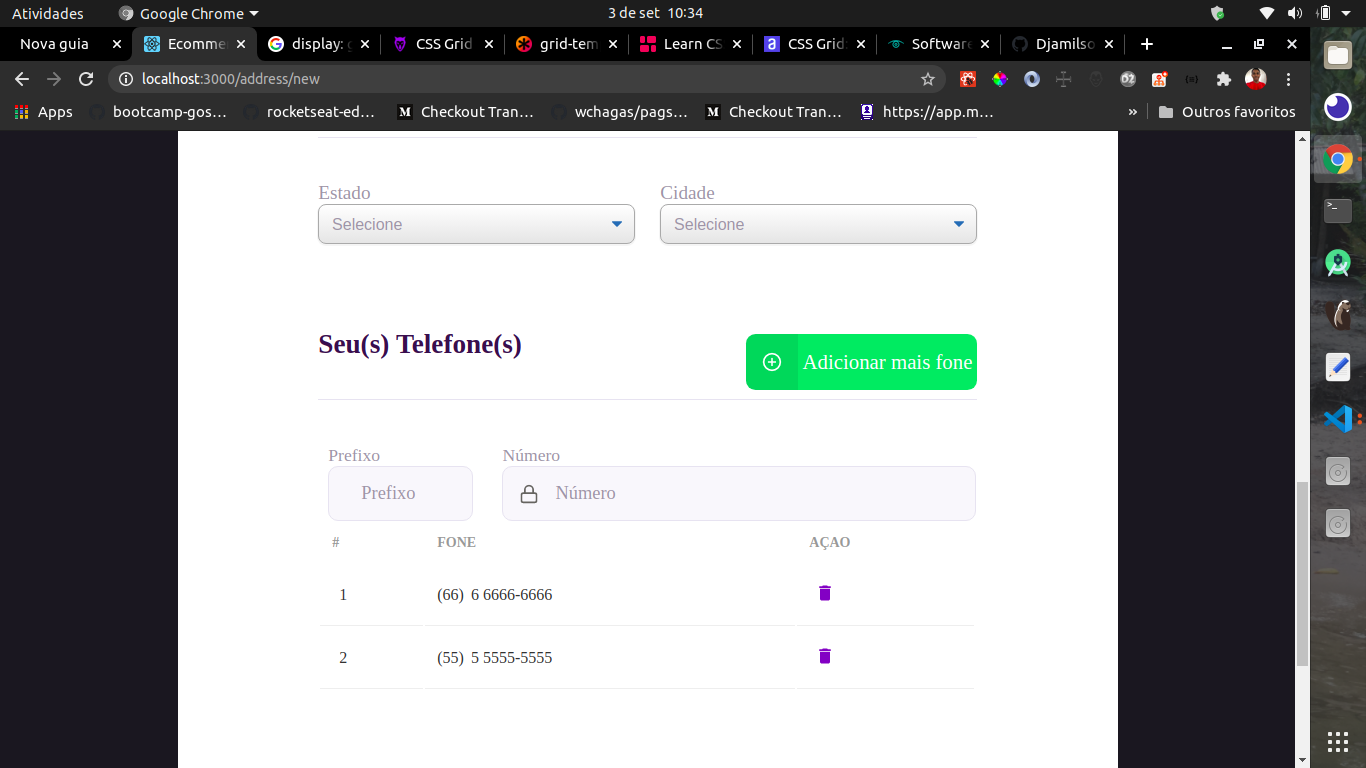 Atividades
Google Chrome
3 de set 10:34
Nova guia
Ecomme
display: g
CSS Grid
grid-tem
Learn CS
CSS Grid:
Software
Djamilso
localhost:3000/address/new
Apps
bootcamp-gos...
rocketseat-ed...
Checkout Tran...
wchagas/pags...
Checkout Tran...
https://app.m...
»
Outros favoritos
Estado
Cidade
Selecione
Selecione
Seu(s) Telefone(s)
Adicionar mais fone
Prefixo
Número
Prefixo
Número
# FONE AÇAO
1 (66) 6 6666-6666
2 (55) 5 5555-5555